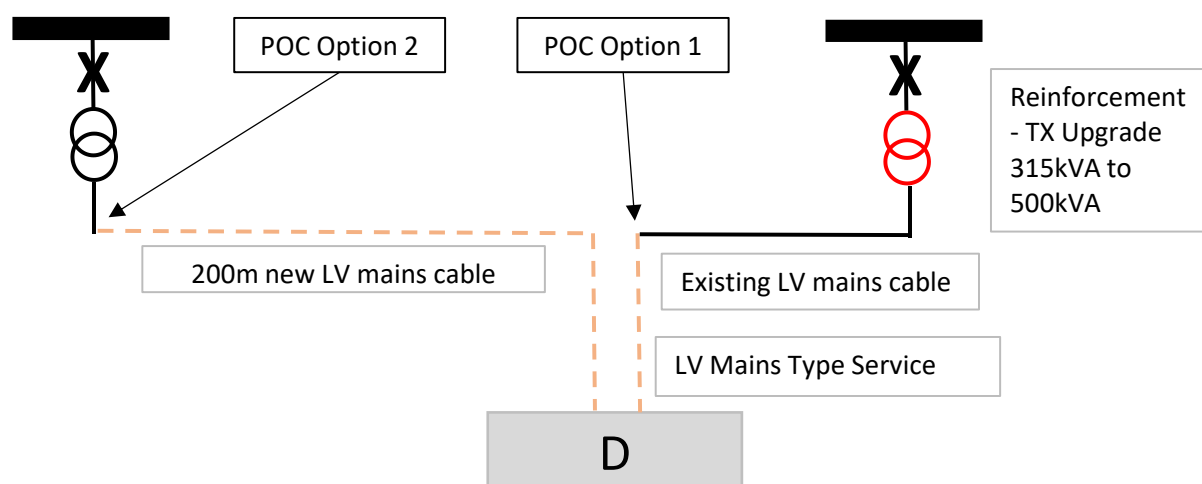 POC Option 2
POC Option 1
Reinforcement
- TX Upgrade
315kVA to
500kVA
200m new LV mains cable
Existing LV mains cable
LV Mains Type Service
D